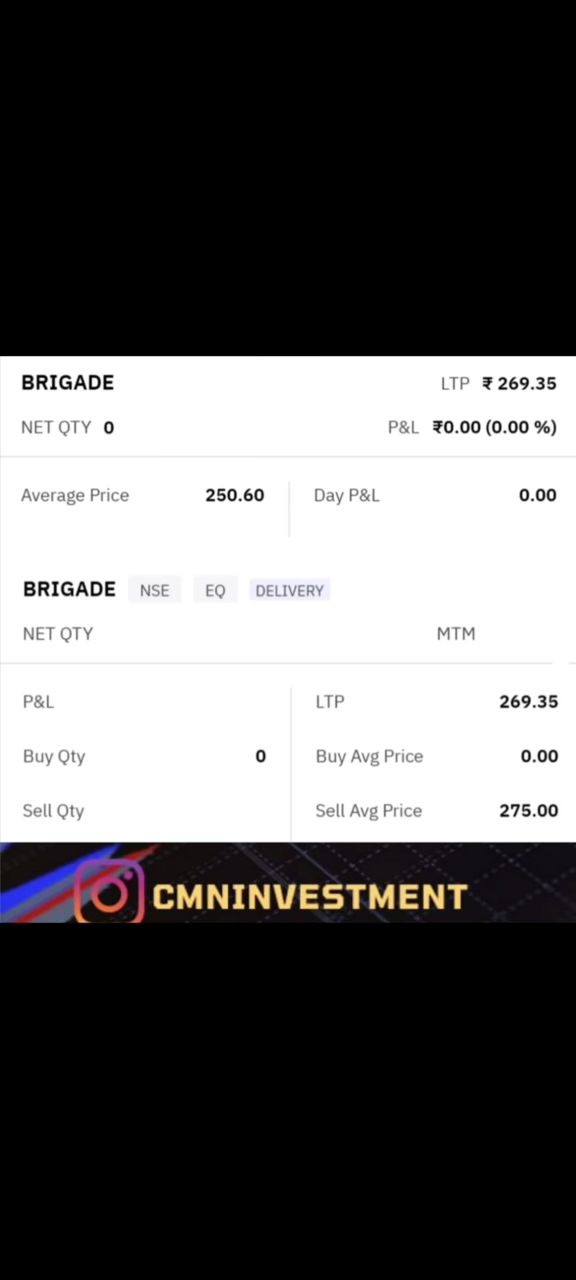 BRIGADE LTP ₹ 269.35
NET QTY 0 P&L ₹0.00 (0.00 %)
Average Price 250.60 Day P&L 0.00
BRIGADE NSE EQ DELIVERY
NET QTY MTM
P&L LTP 269.35
Buy Qty 0 Buy Avg Price 0.00
Sell Qty Sell Avg Price 275.00
CMNINVESTMENT